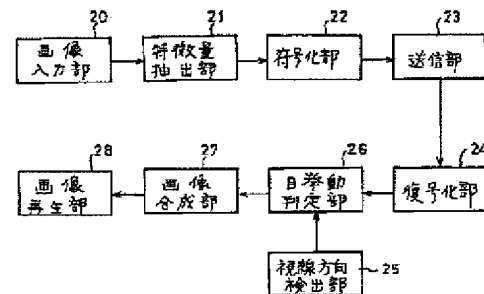 20
画像
入力部
21
特徴量
抽出部
22
符号化部
23
送信部
28
画像
再生部
27
画像
合成部
26
目挙動
判定部
24
復号化部
視線方向
検出部
25